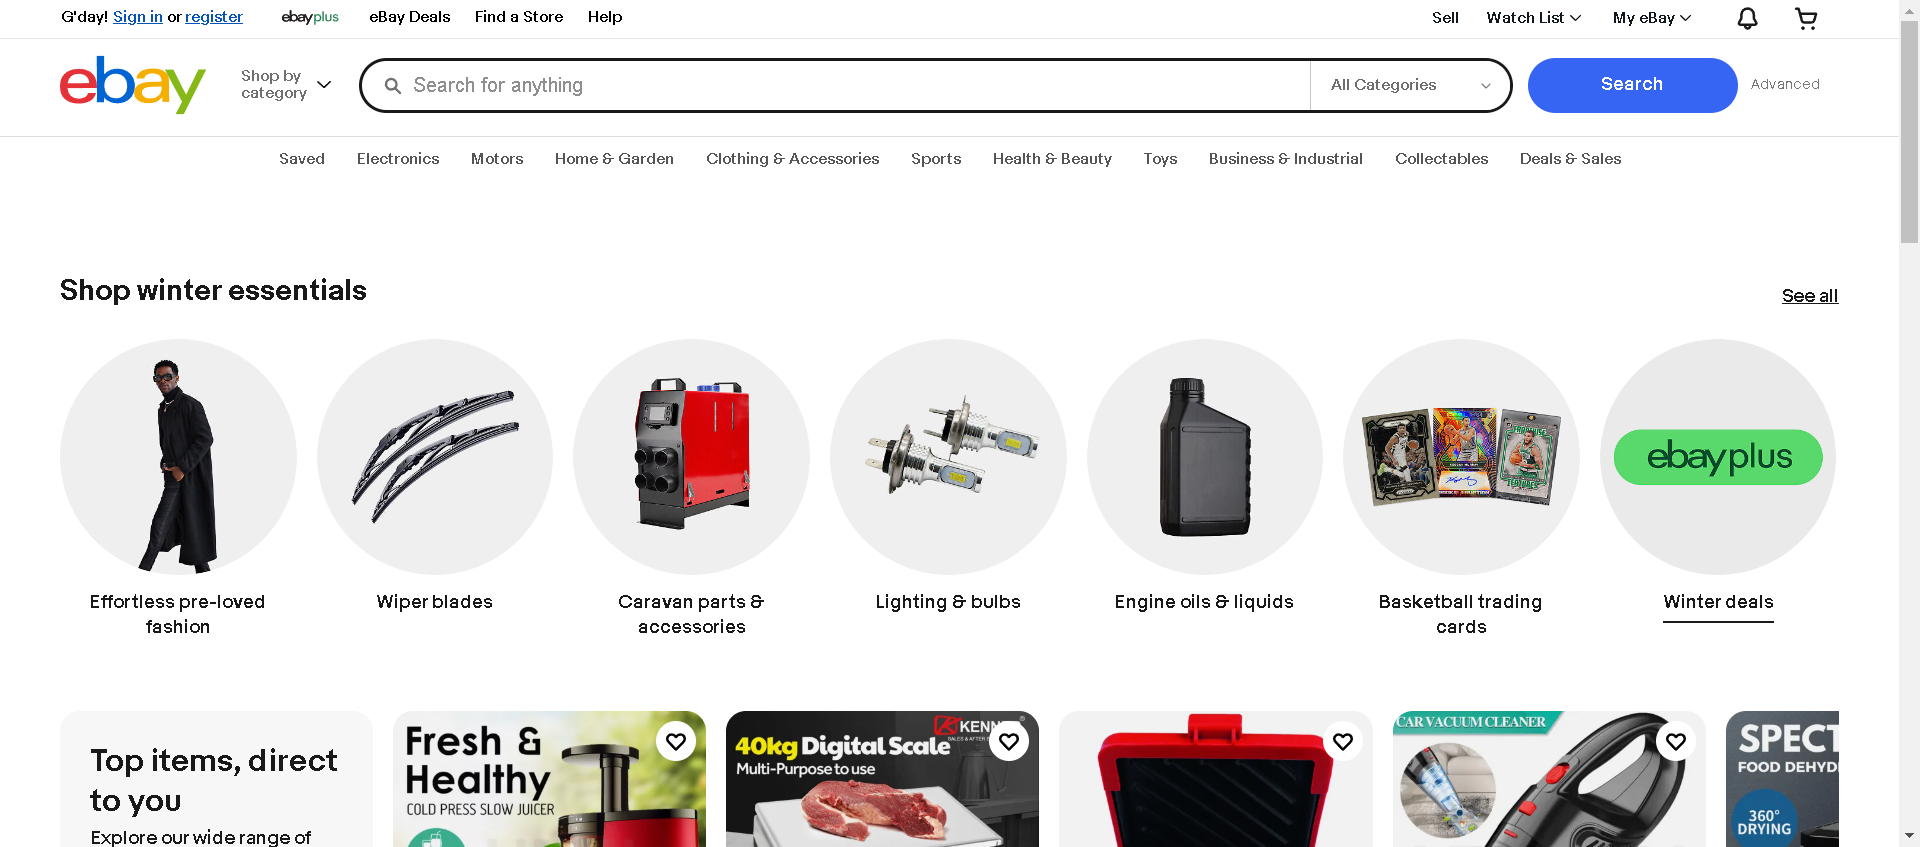 G'day! Sign in or register
ebayplus
eBay Deals
Find a Store
Help
Sell
Watch List
My eBay
ebay
Shop by
category
Search for anything
All Categories
Search
Advanced
Saved
Electronics
Motors
Home & Garden
Clothing & Accessories
Sports
Health & Beauty
Toys
Business & Industrial
Collectables
Deals & Sales
Shop winter essentials
See all
ebayplus
Effortless pre-loved
fashion
Wiper blades
Caravan parts &
accessories
Lighting & bulbs
Engine oils & liquids
Basketball trading
cards
Winter deals
Top items, direct
to you
Explore our wide range of
Fresh &
Healthy
COLD PRESS SLOW JUICER
40kg Digital Scale
Multi-Purpose to use
CAR VACUUM CLEANER
SPECT
FOOD DEHYD
360°
DRYING